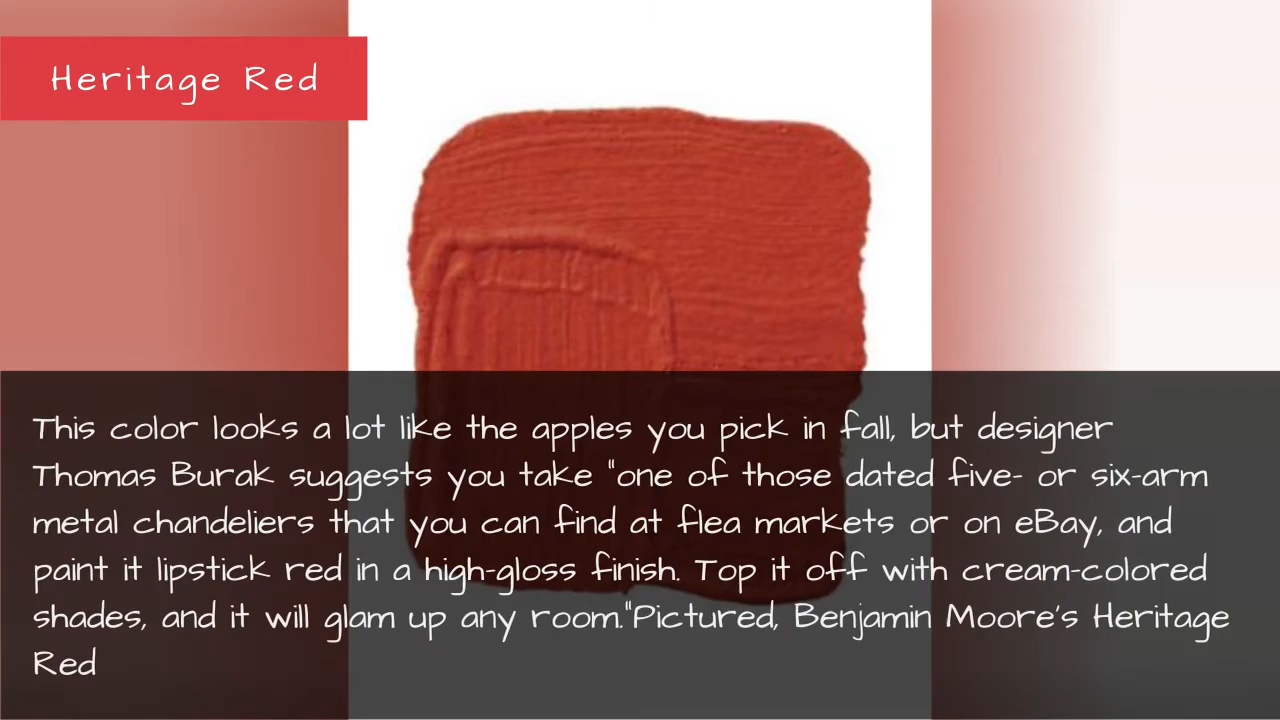 Heritage Red
This color looks a lot like the apples you pick in fall, but designer
Thomas Burak suggests you take "one of those dated five- or six-arm
metal chandeliers that you can find at flea markets or on eBay, and
paint it lipstick red in a high-gloss finish. Top it off with cream-colored
shades, and it will glam up any room."Pictured, Benjamin Moore's Heritage
Red